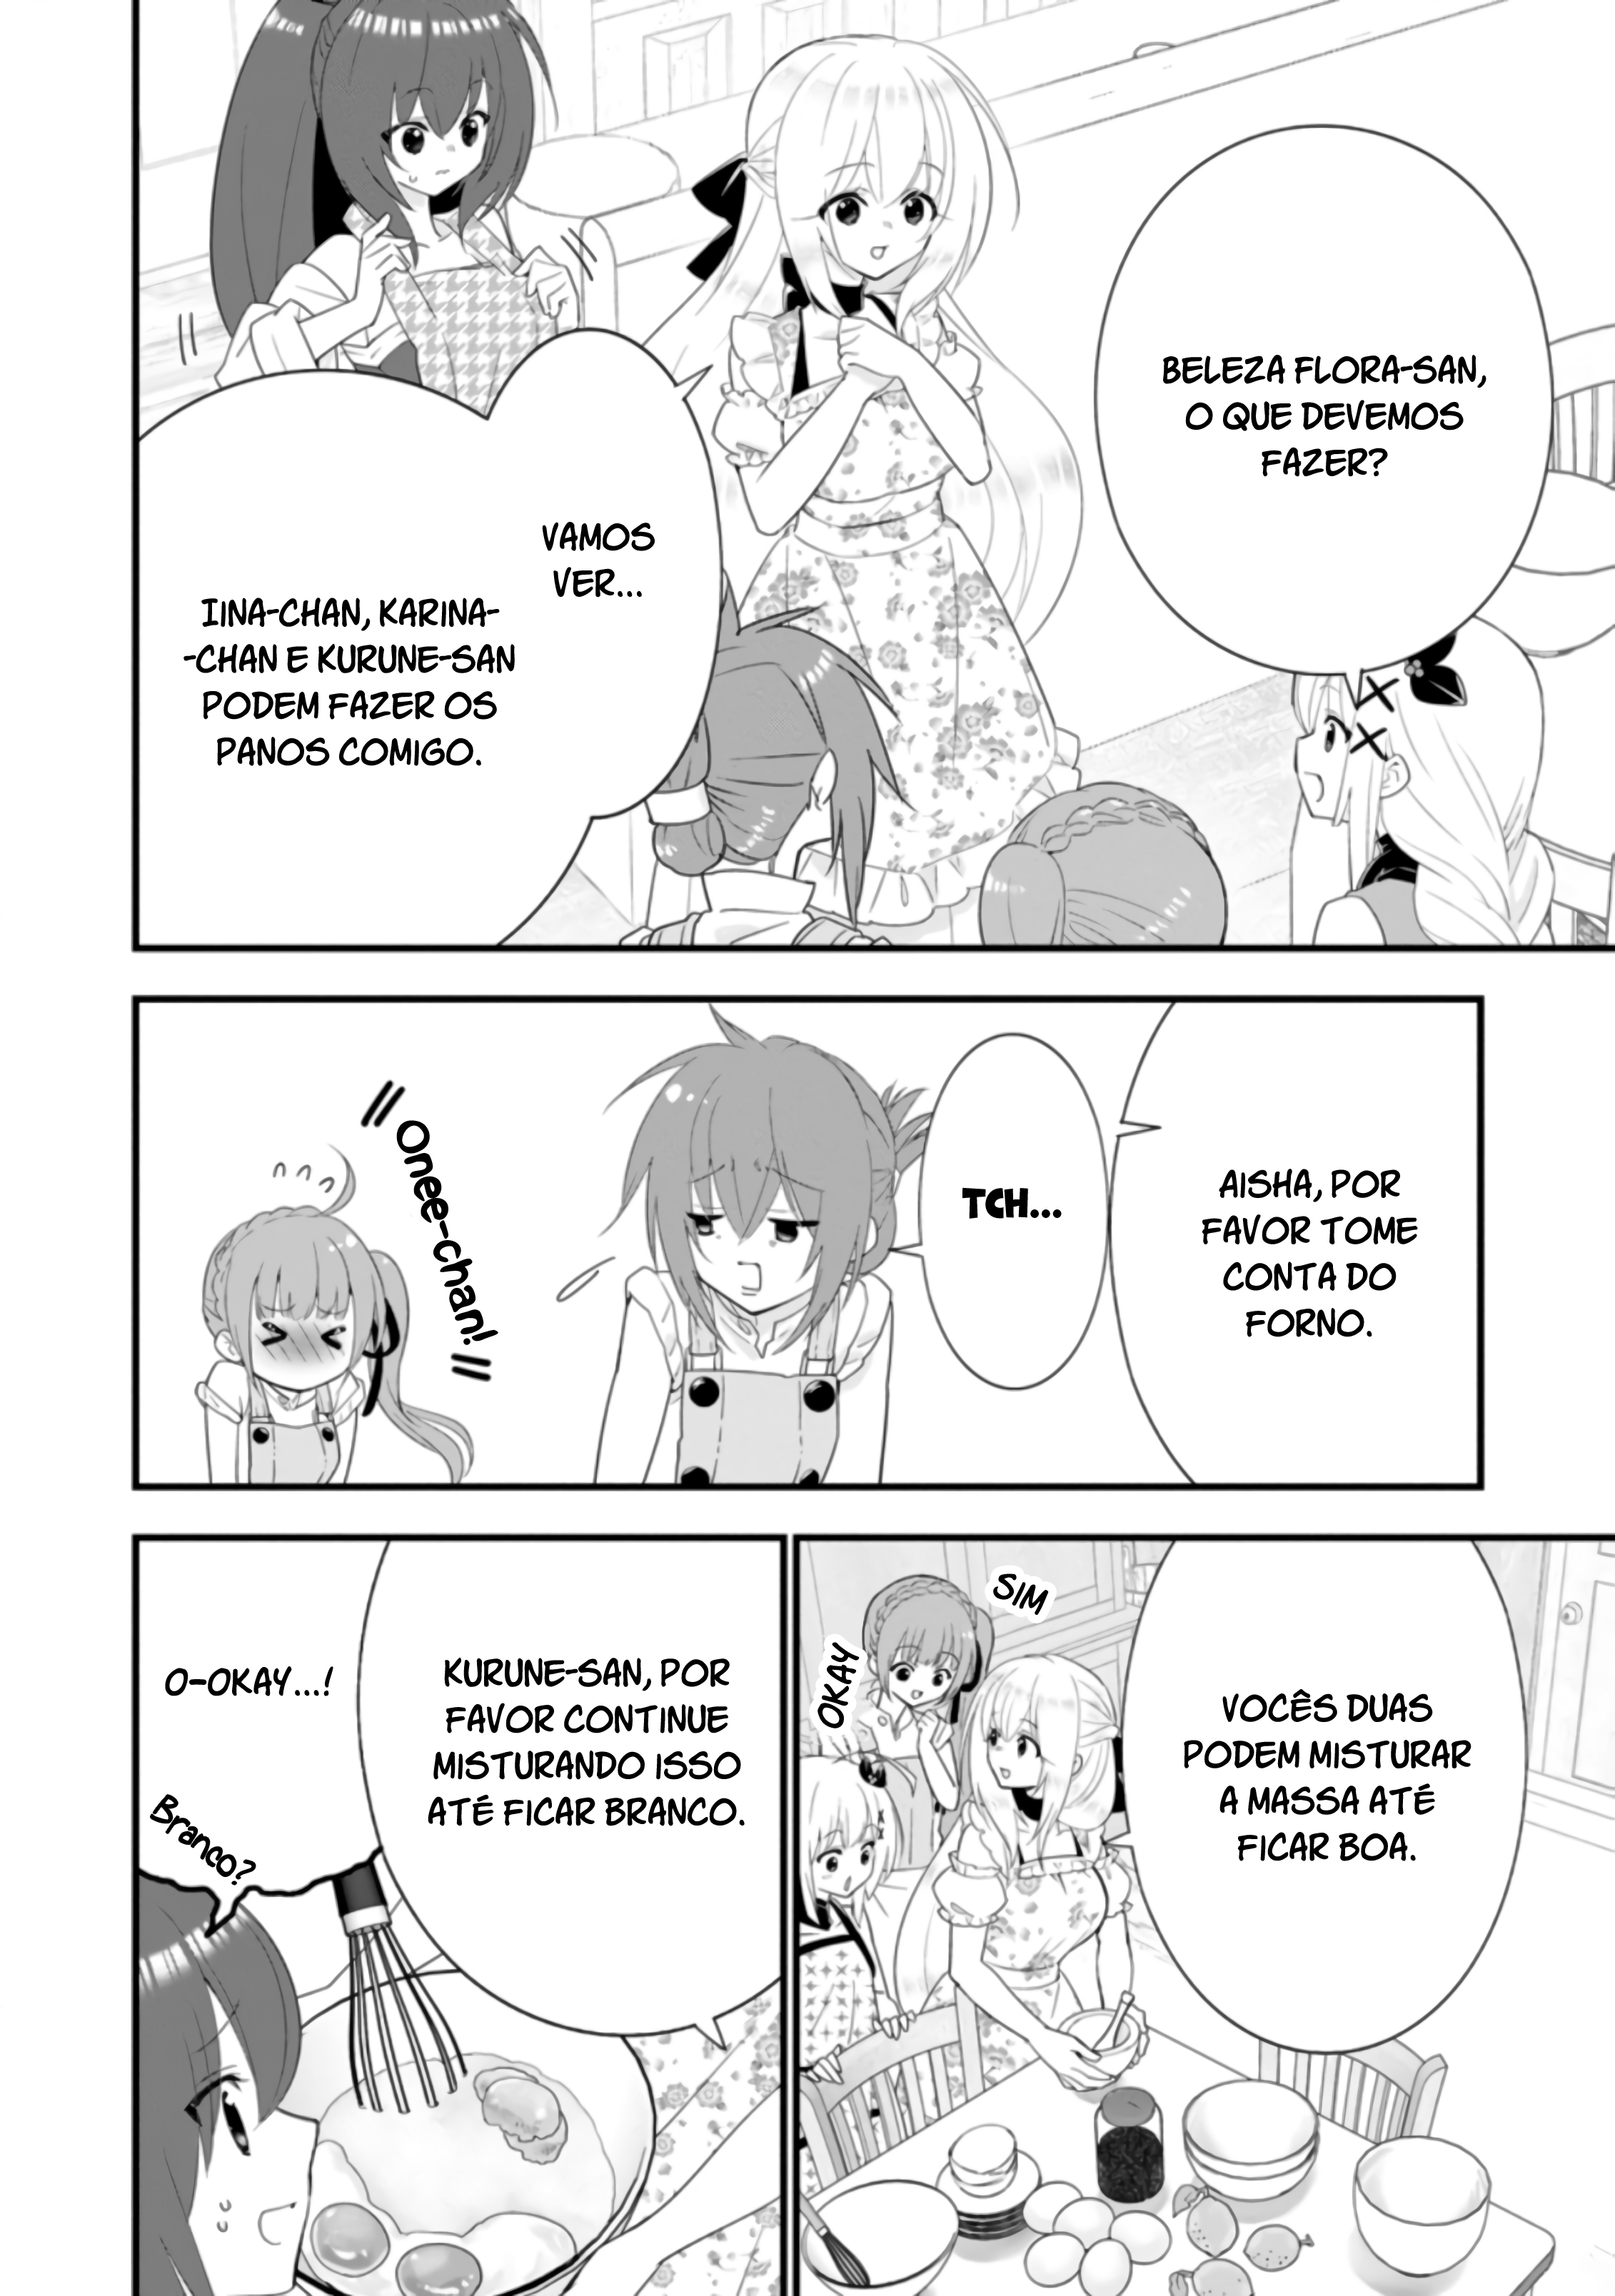 BELEZA FLORA-SAN,
O QUE DEVEMOS
FAZER?
VAMOS
VER...
IINA-CHAN, KARINA-
-CHAN E KURUNE-SAN
PODEM FAZER OS
PANOS COMIGO.
AISHA, POR
FAVOR TOME
CONTA DO
FORNO.
TCH...
Onee-chan!
VOCÊS DUAS
PODEM MISTURAR
A MASSA ATÉ
FICAR BOA.
SIM
OKAY
KURUNE-SAN, POR
FAVOR CONTINUE
MISTURANDO ISSO
ATÉ FICAR BRANCO.
O-OKAY...!
Branco?